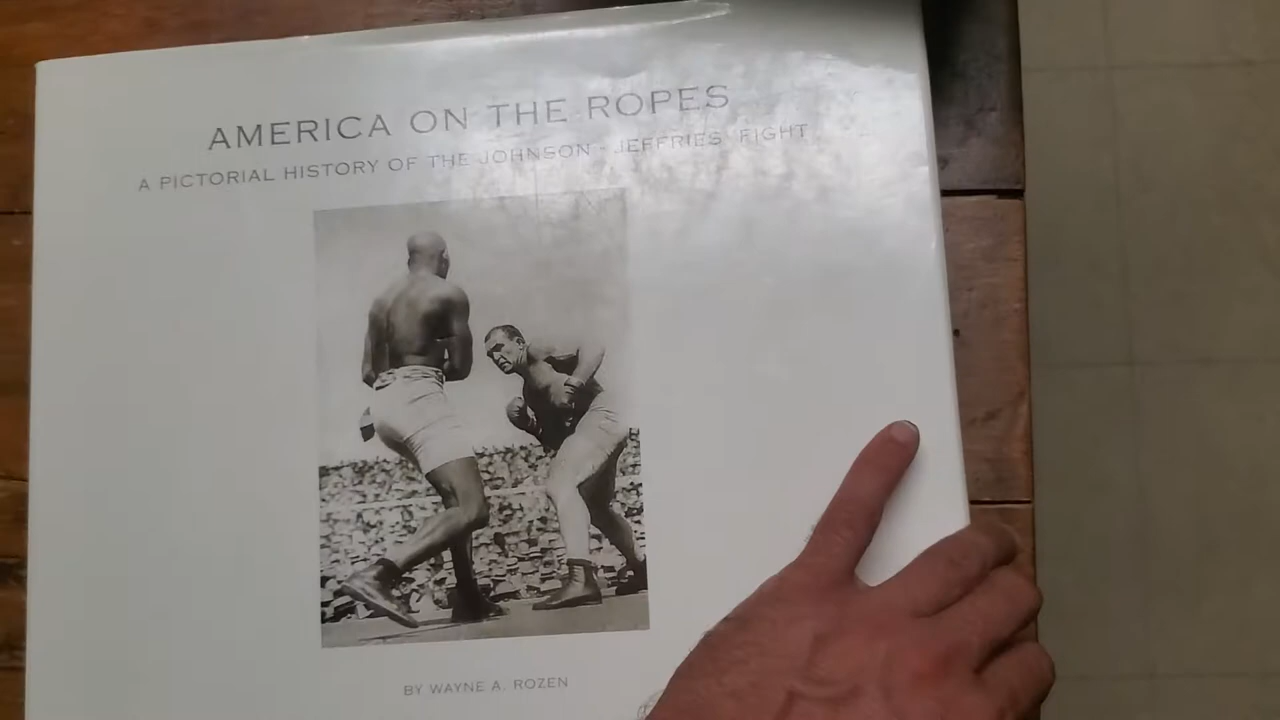 AMERICA ON THE ROPES
A PICTORIAL HISTORY OF THE JOHNSON - JEFFRIES FIGHT
BY WAYNE A. ROZEN